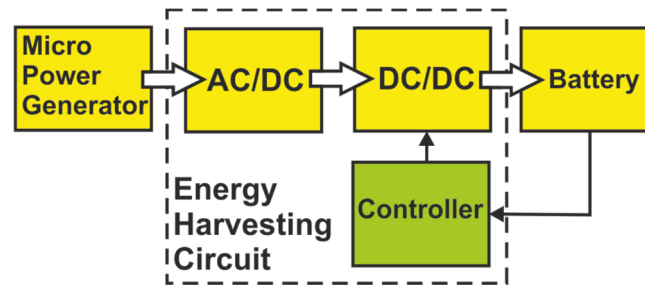 Micro
Power
Generator
AC/DC
DC/DC
Battery
Energy
Harvesting
Circuit
Controller